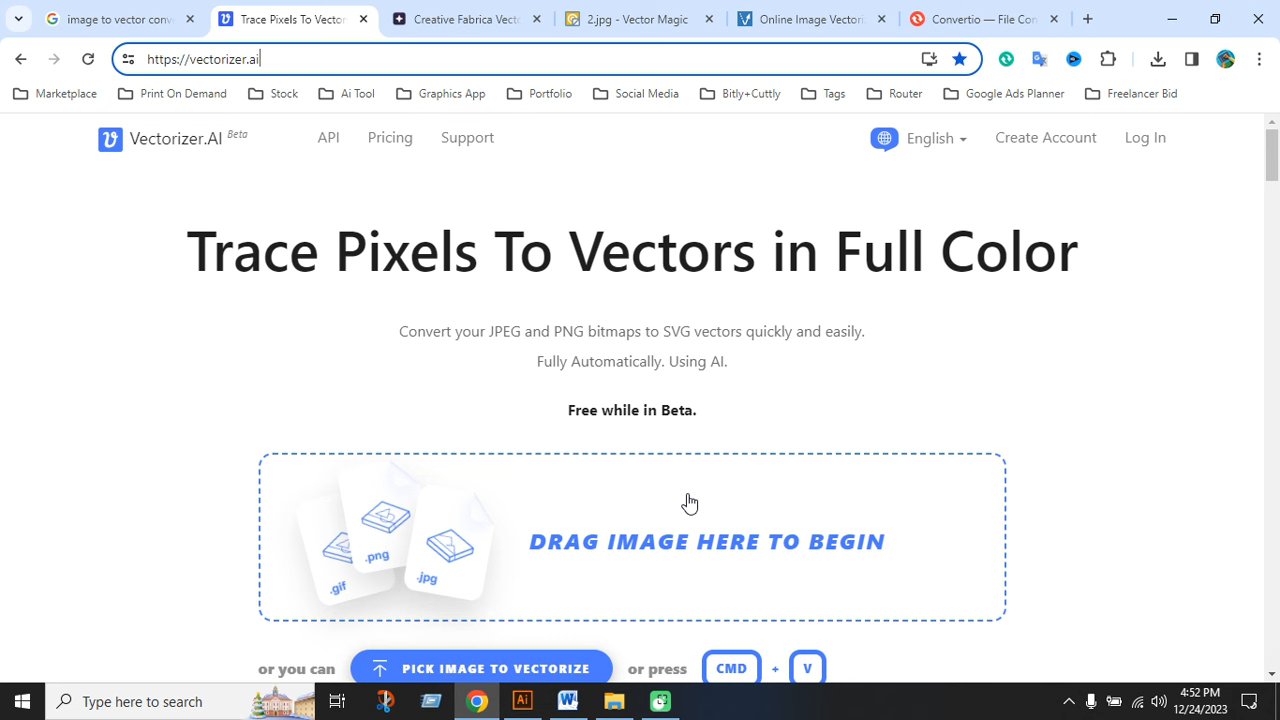 image to vector conv
Trace Pixels To Vector
Creative Fabrica Vect
2.jpg - Vector Magic
Online Image Vectori
Convertio — File Con
https://vectorizer.ai
Marketplace
Print On Demand
Stock
Ai Tool
Graphics App
Portfolio
Social Media
Bitly+Cuttly
Tags
Router
Google Ads Planner
Freelancer Bid
Vectorizer.AI Beta
API
Pricing
Support
English
Create Account
Log In
Trace Pixels To Vectors in Full Color
Convert your JPEG and PNG bitmaps to SVG vectors quickly and easily.
Fully Automatically. Using AI.
Free while in Beta.
.gif
.png
.jpg
DRAG IMAGE HERE TO BEGIN
or you can
PICK IMAGE TO VECTORIZE
or press
CMD + V
Type here to search
Ai
W
4:52 PM
12/24/2023